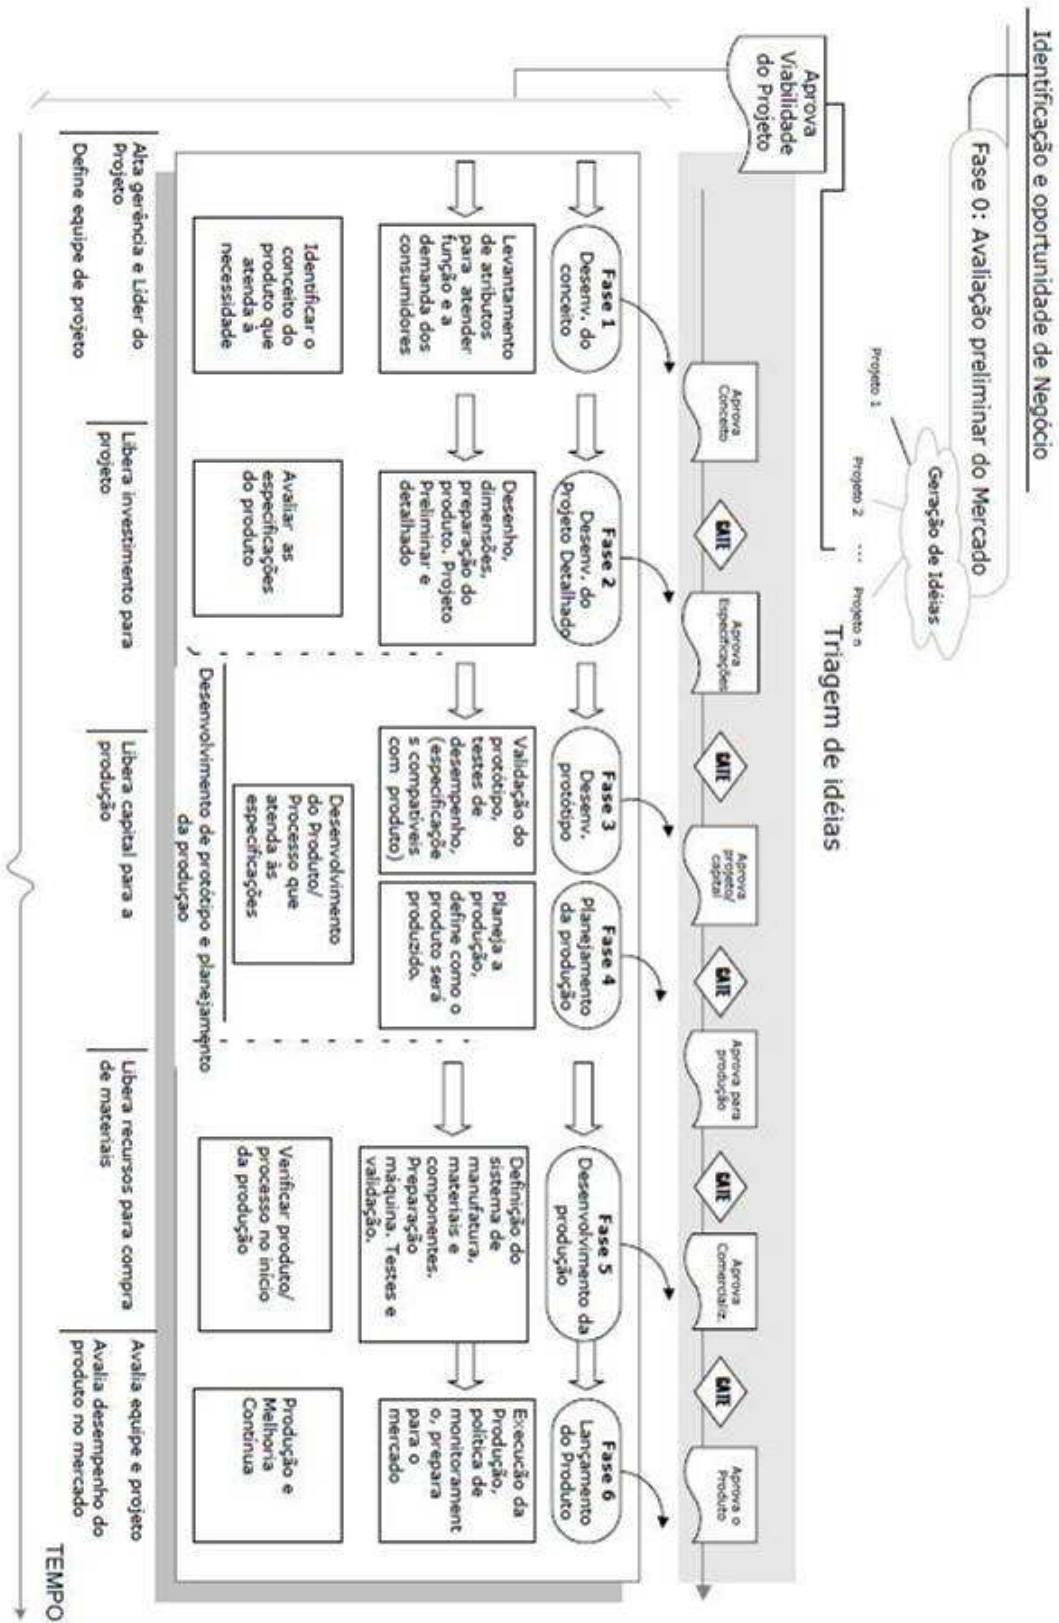 Identificação e oportunidade de Negócio
Fase 0: Avaliação preliminar do Mercado
Geração de Idéias
Projeto 1
Projeto 2
...
Projeto n
Triagem de idéias
Aprova
Viabilidade
do Projeto
Aprova
Conceito
GATE
Aprova
Especificações
GATE
Aprova
projeto/
capital
GATE
Aprova para
produção
GATE
Aprova
Comercializ.
GATE
Aprova o
Produto
Fase 1
Desenv. do
conceito
Fase 2
Desenv. do
Projeto Detalhado
Fase 3
Desenv.
protótipo
Fase 4
Planejamento
da produção
Fase 5
Desenvolvimento da
produção
Fase 6
Lançamento
do Produto
Levantamento
de atributos
para atender
função e a
demanda dos
consumidores
Desenho,
dimensões,
preparação do
produto. Projeto
Preliminar e
detalhado
Validação do
protótipo,
testes de
desempenho,
(especificaçõe
s compatíveis
com produto)
Planeja a
produção,
define como o
produto será
produzido.
Definição do
sistema de
manufatura,
materiais e
componentes.
Preparação
máquina. Testes e
validação.
Execucão da
Produção,
política de
monitorament
o, prepara
para o
mercado
Identificar o
conceito do
produto que
atenda à
necessidade
Avaliar as
especificações
do produto
Desenvolvimento
do Produto/
Processo que
atenda às
especificações
Verificar produto/
processo no início
da produção
Produção e
Melhoria
Contínua
Desenvolvimento de protótipo e planejamento
da produção
Alta gerência e Líder do
Projeto
Define equipe de projeto
Libera investimento para
projeto
Libera capital para a
produção
Libera recursos para compra
de materiais
Avalia equipe e projeto
Avalia desempenho do
produto no mercado
TEMPO